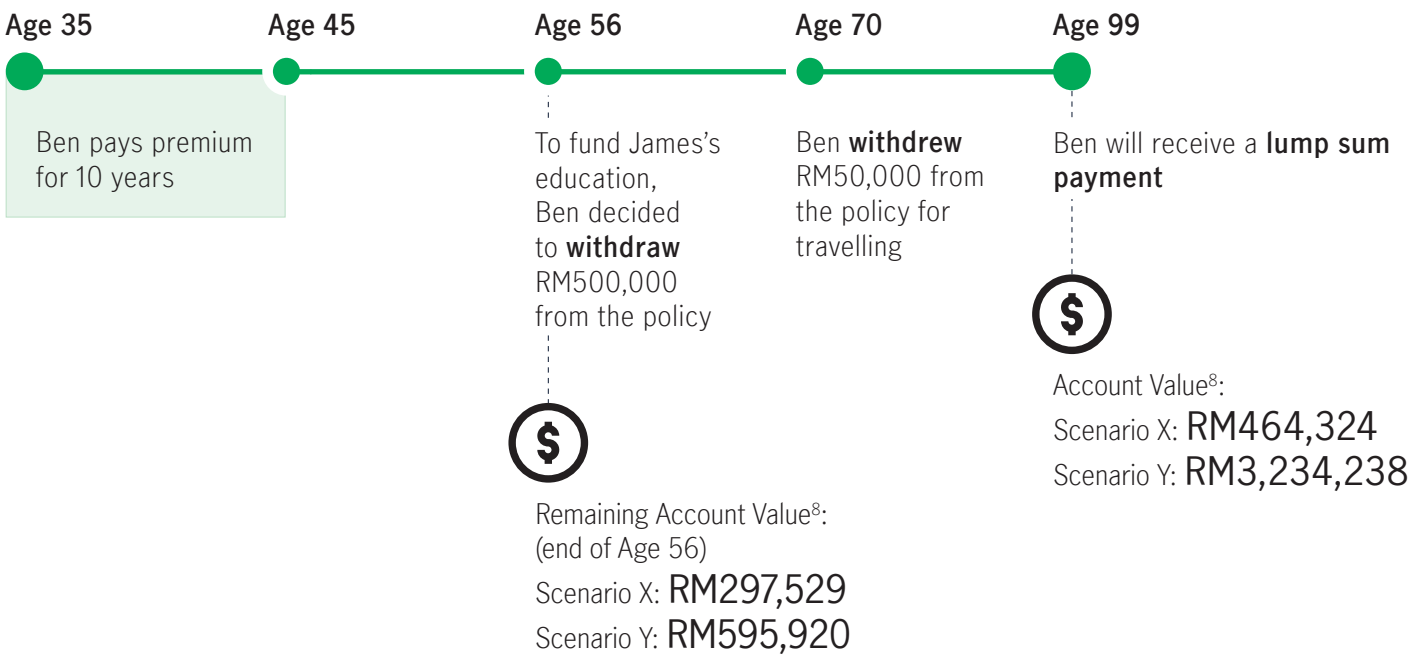 Age 35
Age 45
Age 56
Age 70
Age 99
Ben pays premium
for 10 years
To fund James’s
education,
Ben decided
to withdraw
RM500,000
from the policy
Ben withdrew
RM50,000 from
the policy for
travelling
Ben will receive a lump sum
payment
$
$
Remaining Account Value⁸:
(end of Age 56)
Scenario X: RM297,529
Scenario Y: RM595,920
Account Value⁸:
Scenario X: RM464,324
Scenario Y: RM3,234,238